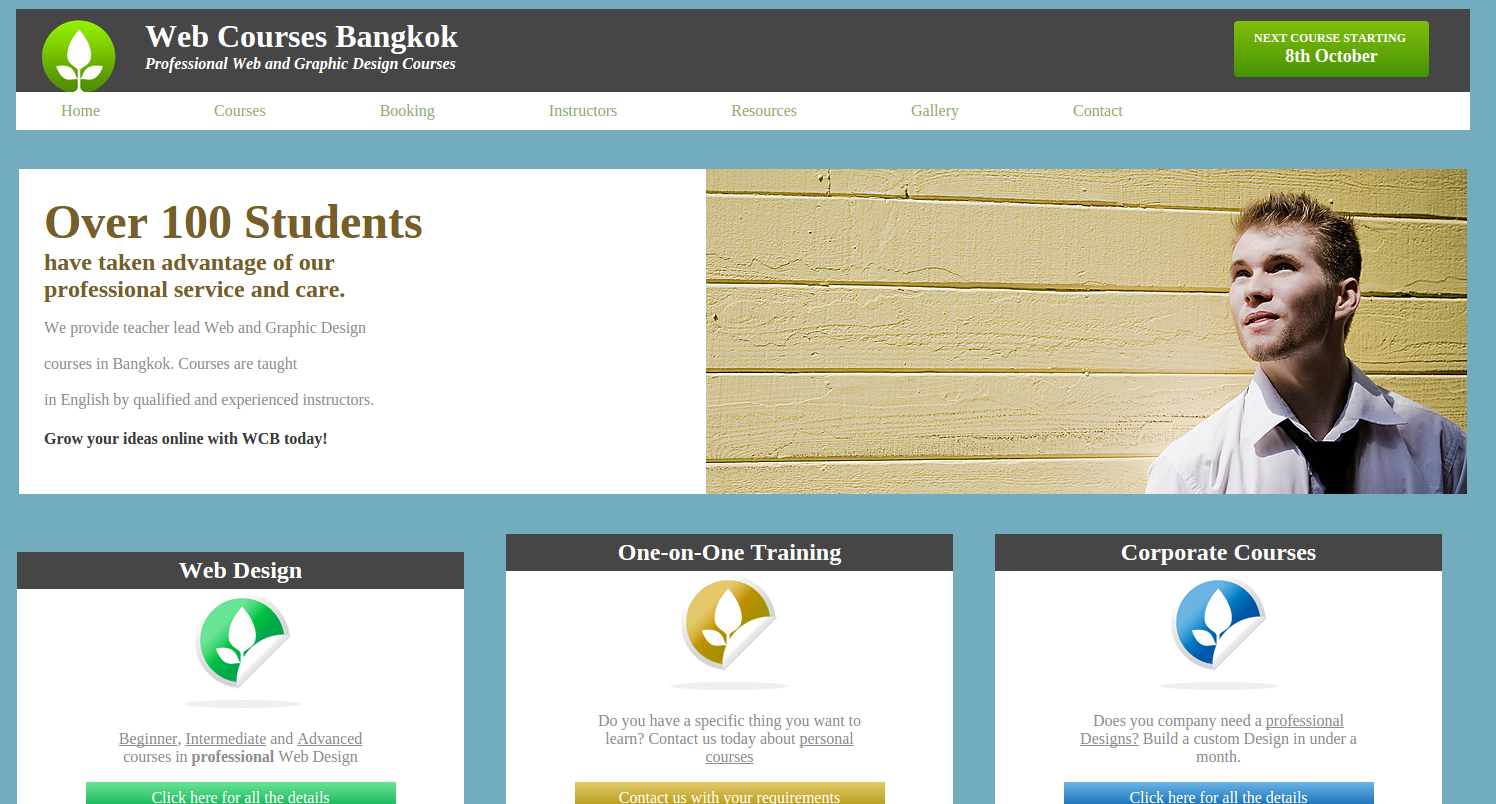 Web Courses Bangkok
Professional Web and Graphic Design Courses
NEXT COURSE STARTING
8th October
Home
Courses
Booking
Instructors
Resources
Gallery
Contact
Over 100 Students
have taken advantage of our
professional service and care.
We provide teacher lead Web and Graphic Design
courses in Bangkok. Courses are taught
in English by qualified and experienced instructors.
Grow your ideas online with WCB today!
Web Design
Beginner, Intermediate and Advanced
courses in professional Web Design
Click here for all the details
One-on-One Training
Do you have a specific thing you want to
learn? Contact us today about personal
courses
Contact us with your requirements
Corporate Courses
Does you company need a professional
Designs? Build a custom Design in under a
month.
Click here for all the details